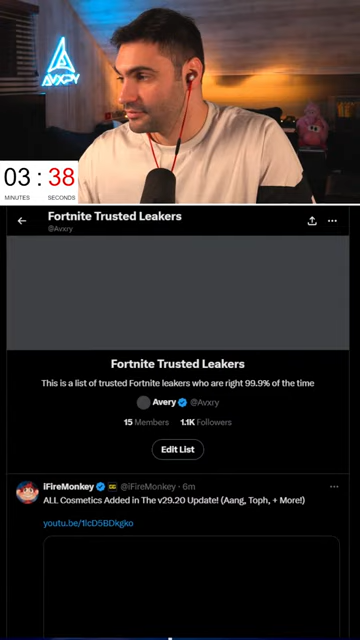 AVXRY
03 : 38
MINUTES SECONDS
Fortnite Trusted Leakers
@Avxry
Fortnite Trusted Leakers
This is a list of trusted Fortnite leakers who are right 99.9% of the time
Avery @Avxry
15 Members 1.1K Followers
Edit List
iFireMonkey @iFireMonkey · 6m
ALL Cosmetics Added in The v29.20 Update! (Aang, Toph, + More!)
youtu.be/1lcD5BDkgko